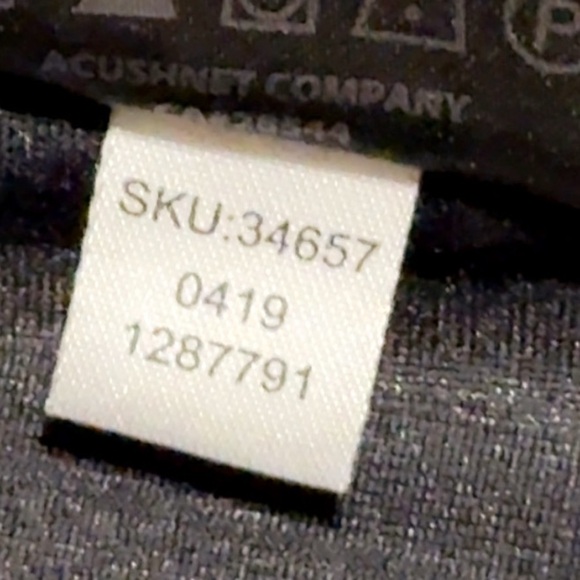 P
ACUSHNET COMPANY
SKU:34657
0419
1287791